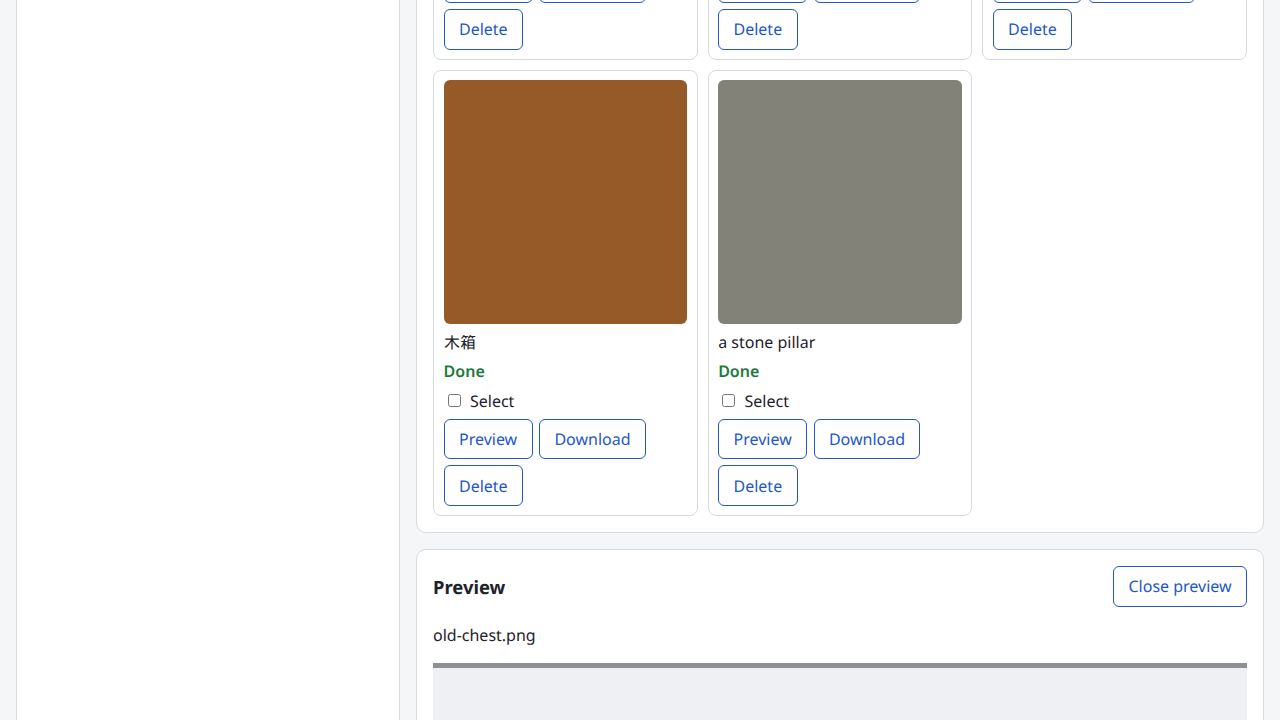 Delete Delete Delete
木箱
Done
Select
Preview Download
Delete
a stone pillar
Done
Select
Preview Download
Delete
Preview Close preview
old-chest.png